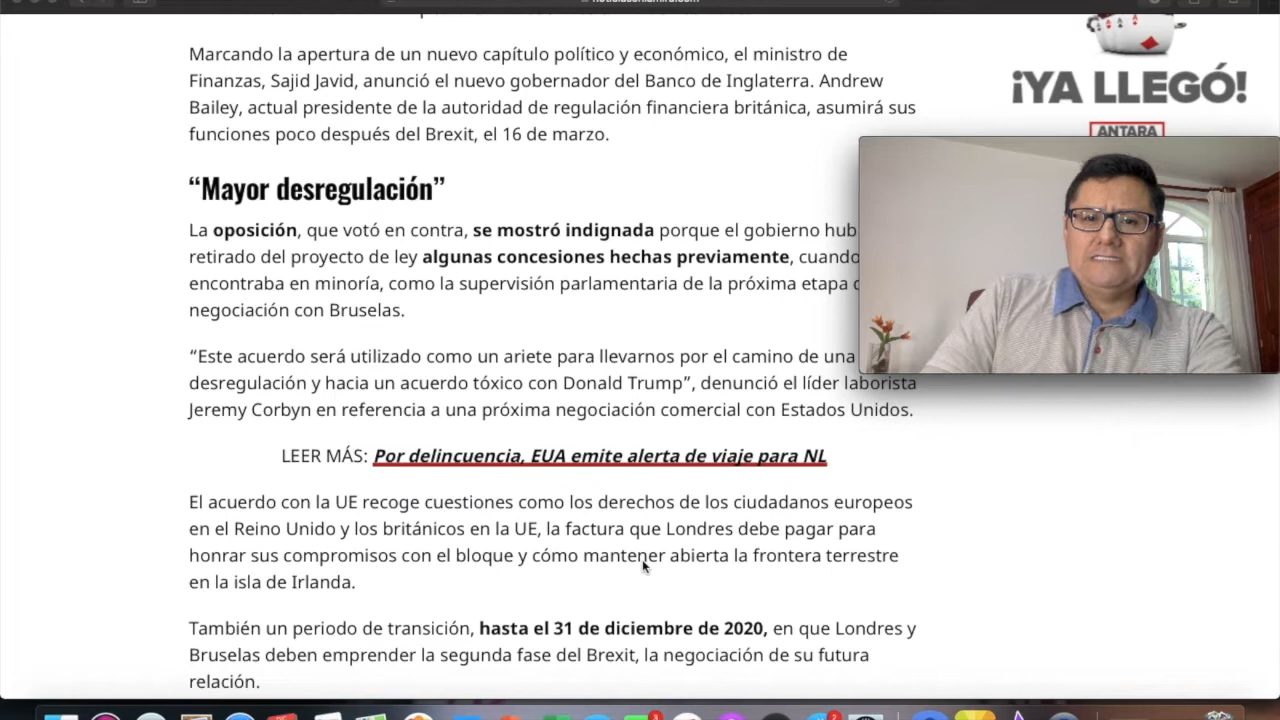 Marcando la apertura de un nuevo capítulo político y económico, el ministro de
Finanzas, Sajid Javid, anunció el nuevo gobernador del Banco de Inglaterra. Andrew
Bailey, actual presidente de la autoridad de regulación financiera británica, asumirá sus
funciones poco después del Brexit, el 16 de marzo.
¡YA LLEGÓ!
ANTARA
“Mayor desregulación”
La oposición, que votó en contra, se mostró indignada porque el gobierno hub
retirado del proyecto de ley algunas concesiones hechas previamente, cuando
encontraba en minoría, como la supervisión parlamentaria de la próxima etapa
negociación con Bruselas.
“Este acuerdo será utilizado como un ariete para llevarnos por el camino de una
desregulación y hacia un acuerdo tóxico con Donald Trump”, denunció el líder laborista
Jeremy Corbyn en referencia a una próxima negociación comercial con Estados Unidos.
LEER MÁS: Por delincuencia, EUA emite alerta de viaje para NL
El acuerdo con la UE recoge cuestiones como los derechos de los ciudadanos europeos
en el Reino Unido y los británicos en la UE, la factura que Londres debe pagar para
honrar sus compromisos con el bloque y cómo mantener abierta la frontera terrestre
en la isla de Irlanda.
También un periodo de transición, hasta el 31 de diciembre de 2020, en que Londres y
Bruselas deben emprender la segunda fase del Brexit, la negociación de su futura
relación.